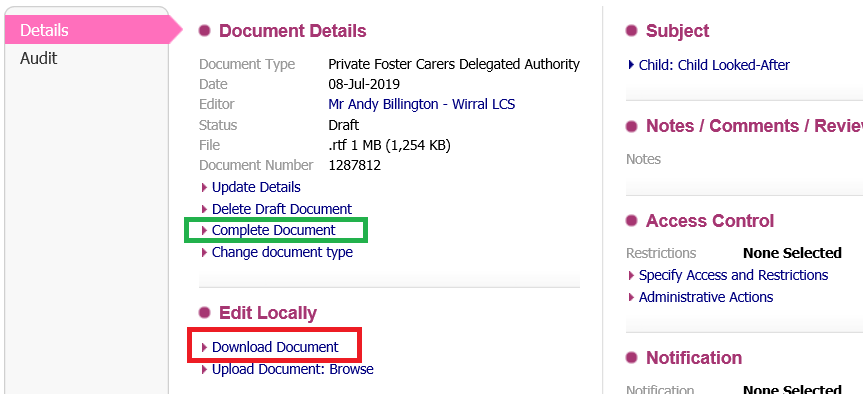 Details
Audit
Document Details
Document Type Private Foster Carers Delegated Authority
Date 08-Jul-2019
Editor Mr Andy Billington - Wirral LCS
Status Draft
File .rtf 1 MB (1,254 KB)
Document Number 1287812
Update Details
Delete Draft Document
Complete Document
Change document type
Edit Locally
Download Document
Upload Document: Browse
Subject
Child: Child Looked-After
Notes / Comments / Review
Notes
Access Control
Restrictions None Selected
Specify Access and Restrictions
Administrative Actions
Notification
Notification None Selected